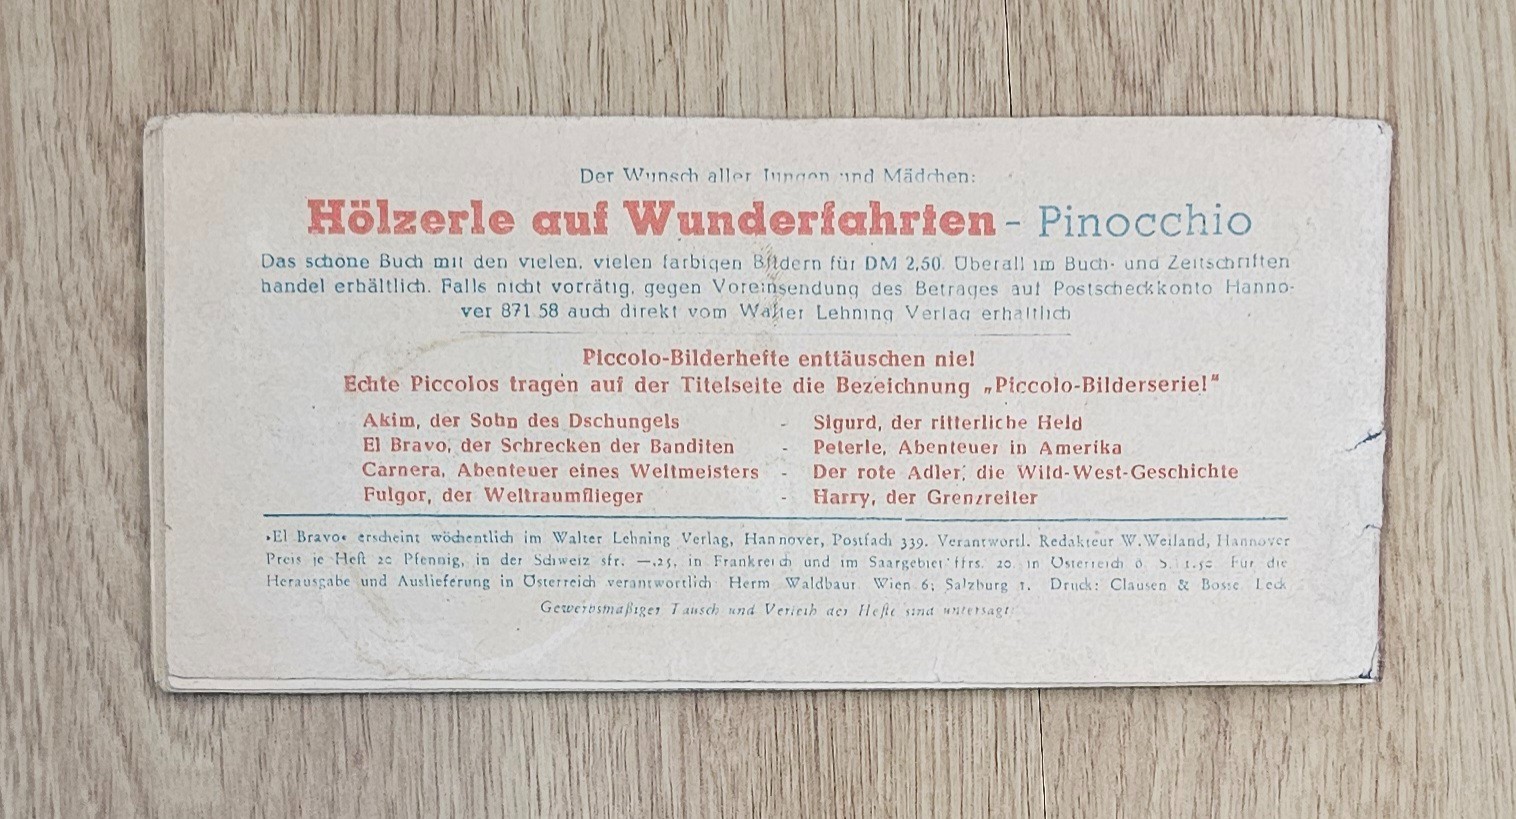 Der Wunsch aller Jungen und Mädchen:
Hölzerle auf Wunderfahrten - Pinocchio
Das schöne Buch mit den vielen, vielen farbigen Bildern für DM 2,50. Überall im Buch- und Zeitschriften
handel erhältlich. Falls nicht vorrätig, gegen Voreinsendung des Betrages auf Postscheckkonto Hanno-
ver 871 58 auch direkt vom Walter Lehning Verlag erhältlich
Piccolo-Bilderhefte enttäuschen nie!
Echte Piccolos tragen auf der Titelseite die Bezeichnung „Piccolo-Bilderserie!“
Akim, der Sohn des Dschungels - Sigurd, der ritterliche Held
El Bravo, der Schrecken der Banditen - Peterle, Abenteuer in Amerika
Carnera, Abenteuer eines Weltmeisters - Der rote Adler, die Wild-West-Geschichte
Fulgor, der Weltraumflieger - Harry, der Grenzreiter
›El Bravo‹ erscheint wöchentlich im Walter Lehning Verlag, Hannover, Postfach 339. Verantwortl. Redakteur W. Weiland, Hannover
Preis je Heft 20 Pfennig, in der Schweiz sfr. —.25, in Frankreich und im Saargebiet ffrs. 20 in Österreich ö. S. 1.50 Für die
Herausgabe und Auslieferung in Österreich verantwortlich Herm Waldbaur Wien 6; Salzburg 1. Druck: Clausen & Bosse Leck
Gewerbsmäßiger Tausch und Verleih der Hefte sind untersagt